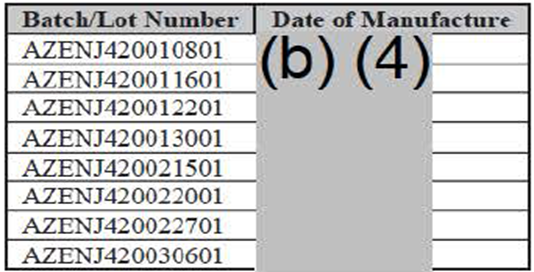 Batch/Lot Number Date of Manufacture
AZENJ420010801 (b) (4)
AZENJ420011601
AZENJ420012201
AZENJ420013001
AZENJ420021501
AZENJ420022001
AZENJ420022701
AZENJ420030601